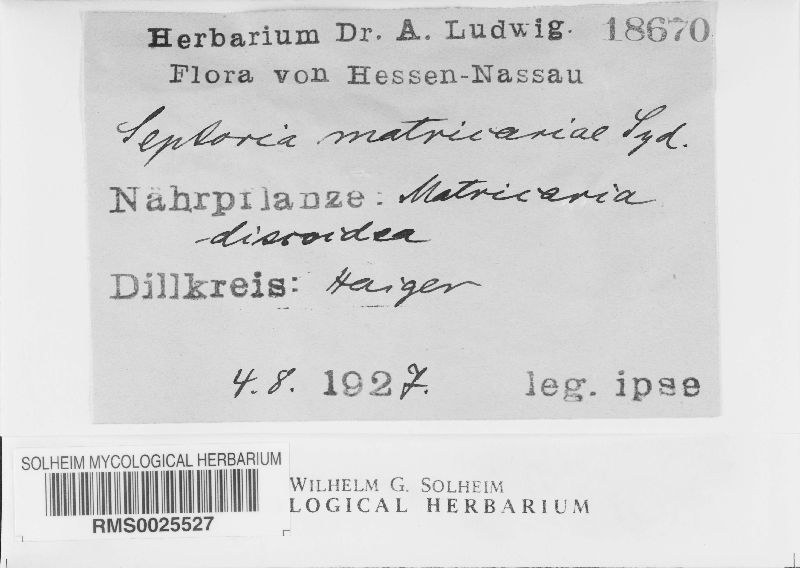 Herbarium Dr. A. Ludwig. 18670
Flora von Hessen-Nassau
Septoria matricariae Syd.
Nährpflanze: Matricaria
discoidea
Dillkreis: Haiger
4. 8. 1927. leg. ipse
SOLHEIM MYCOLOGICAL HERBARIUM
RMS0025527
WILHELM G. SOLHEIM
LOGICAL HERBARIUM